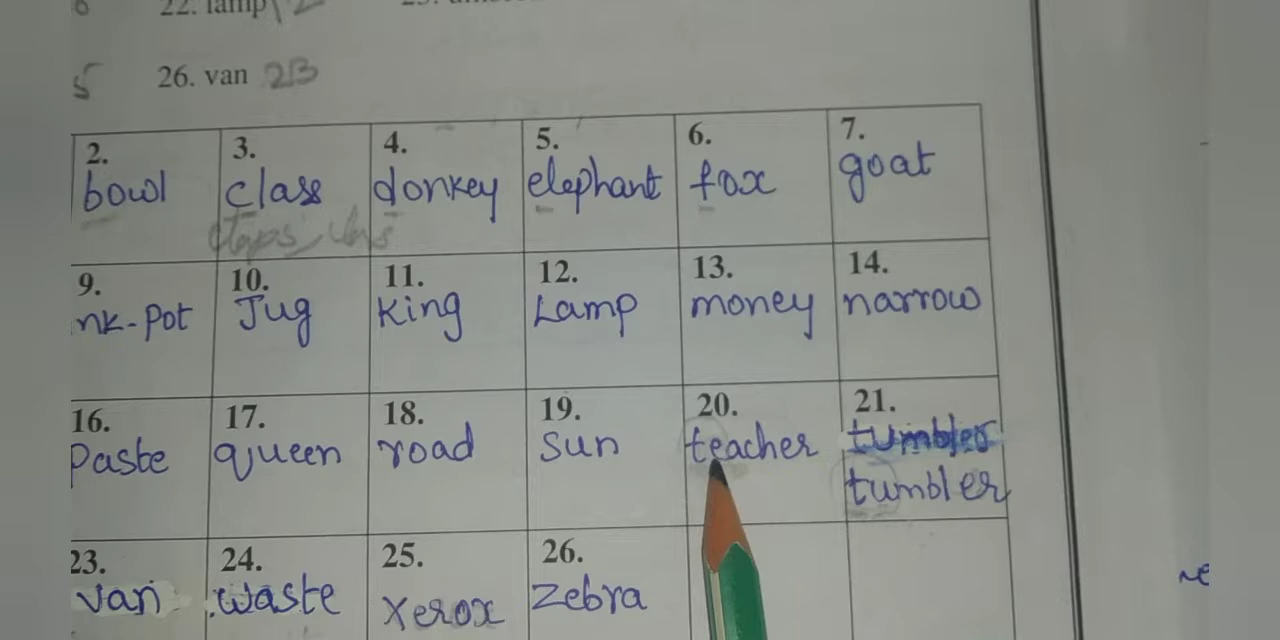 22. lamp
5 26. van 23
2. 3. 4. 5. 6. 7.
bowl class donkey elephant fox goat
9. 10. 11. 12. 13. 14.
nk-pot Jug King Lamp money narrow
16. 17. 18. 19. 20. 21.
Paste queen road Sun teacher tumbler
tumbler
23. 24. 25. 26.
van waste Xerox Zebra